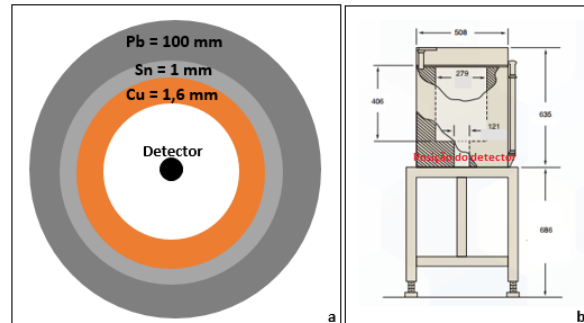 Pb = 100 mm
Sn = 1 mm
Cu = 1,6 mm
Detector
a
508
279
406
121
635
Posição do detector
686
b